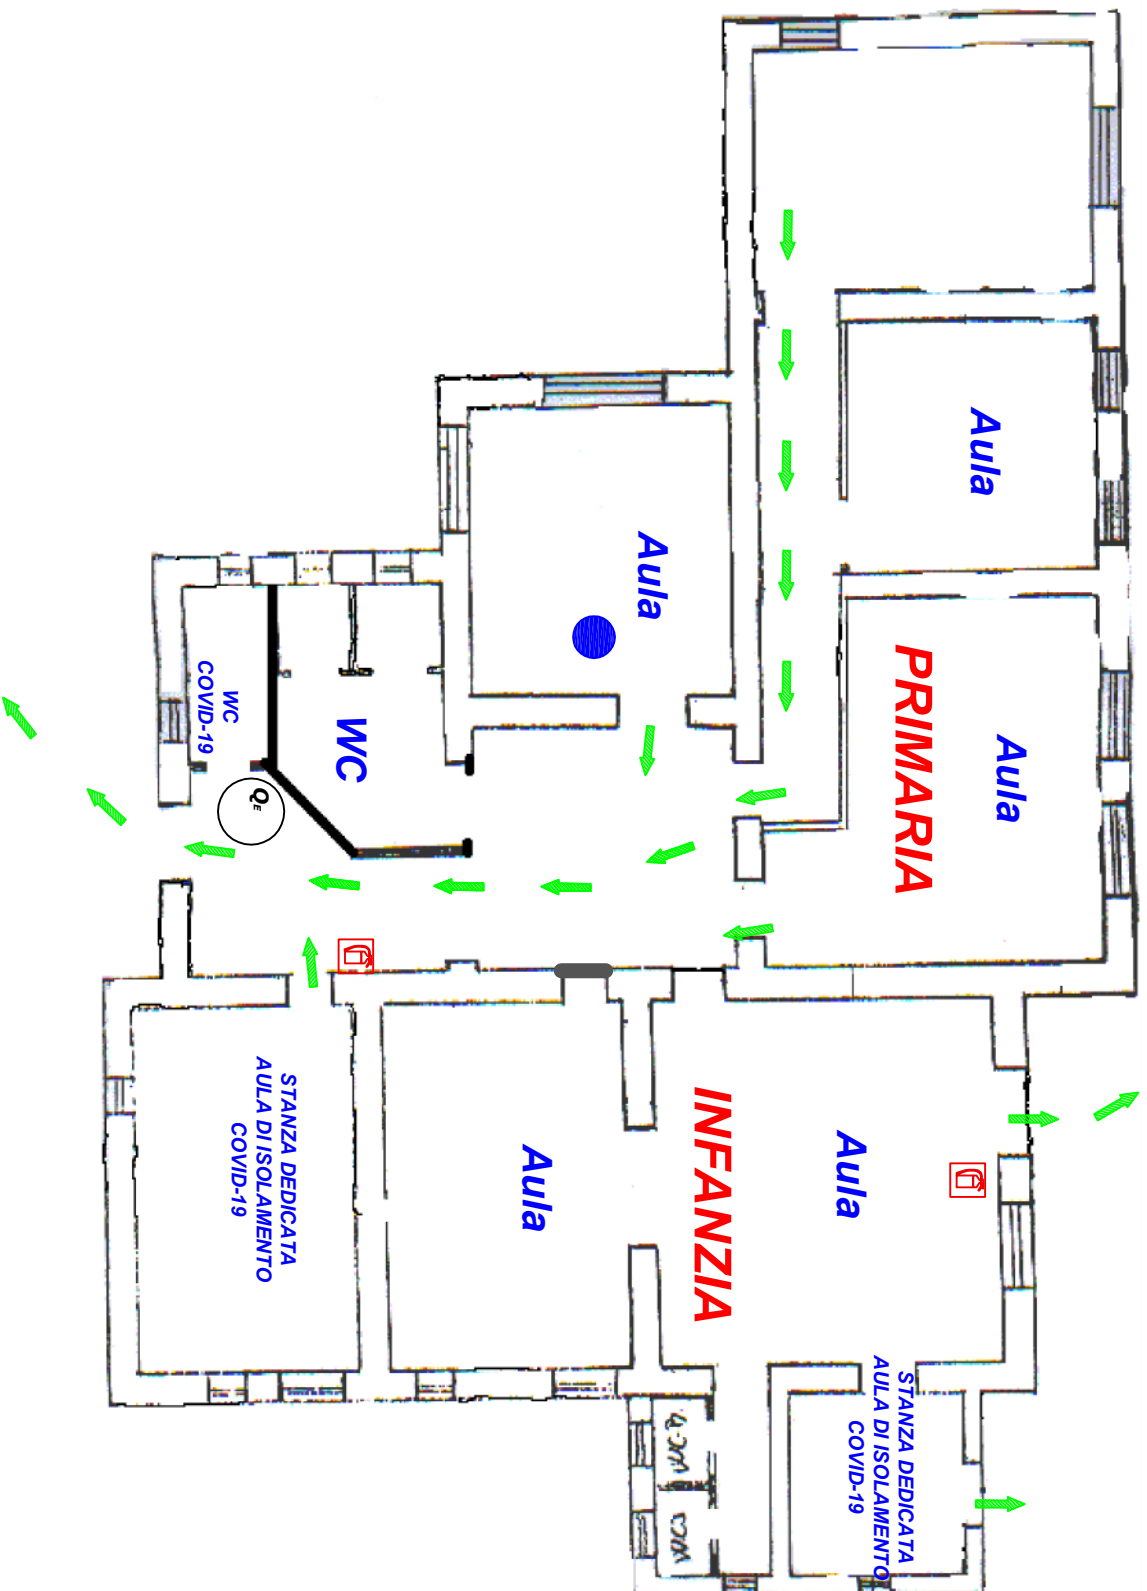 Aula
Aula
PRIMARIA
Aula
WC
WC
COVID-19
QE
STANZA DEDICATA
AULA DI ISOLAMENTO
COVID-19
Aula
INFANZIA
Aula
STANZA DEDICATA
AULA DI ISOLAMENTO
COVID-19